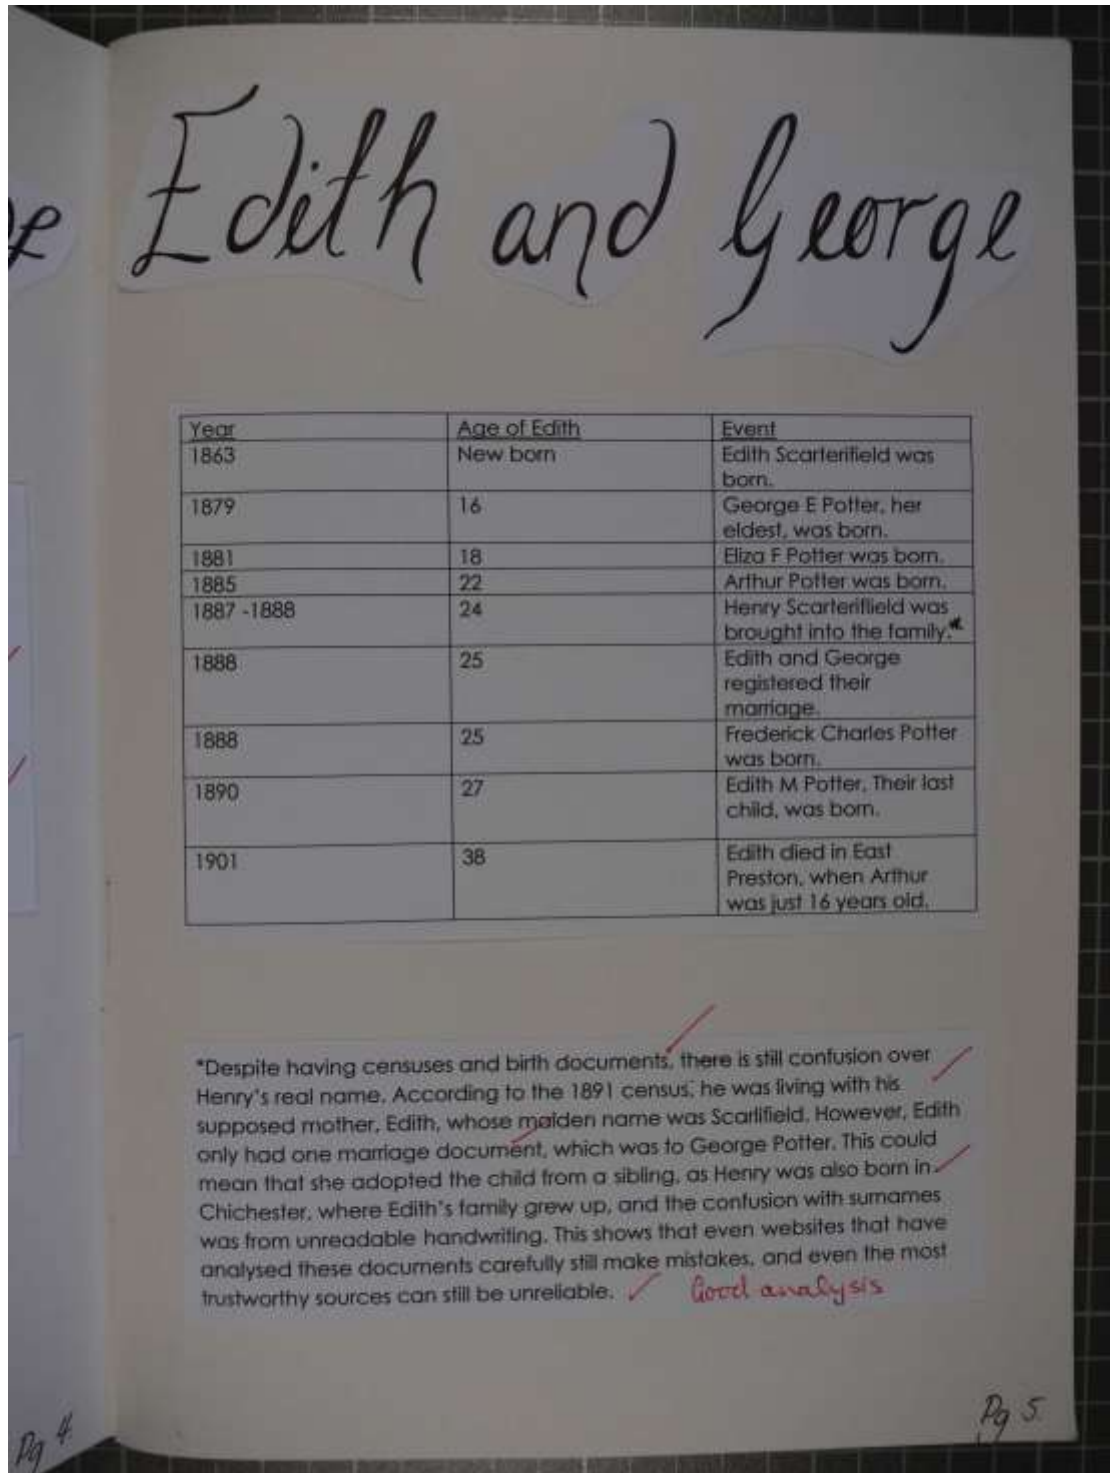 Edith and George
Year Age of Edith Event
1863 New born Edith Scarterifield was
born.
1879 16 George E Potter, her
eldest, was born.
1881 18 Eliza F Potter was born.
1885 22 Arthur Potter was born.
1887 -1888 24 Henry Scarteriflield was
brought into the family.*
1888 25 Edith and George
registered their
marriage.
1888 25 Frederick Charles Potter
was born.
1890 27 Edith M Potter, Their last
child, was born.
1901 38 Edith died in East
Preston, when Arthur
was just 16 years old.
*Despite having censuses and birth documents, there is still confusion over
Henry's real name. According to the 1891 census, he was living with his
supposed mother, Edith, whose maiden name was Scarlifield. However, Edith
only had one marriage document, which was to George Potter. This could
mean that she adopted the child from a sibling, as Henry was also born in
Chichester, where Edith's family grew up, and the confusion with surnames
was from unreadable handwriting. This shows that even websites that have
analysed these documents carefully still make mistakes, and even the most
trustworthy sources can still be unreliable. Good analysis
Pg 4.
Pg 5.